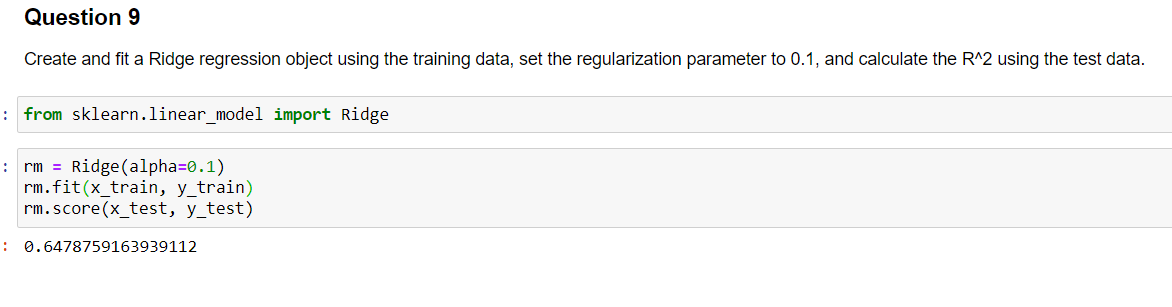 Question 9
Create and fit a Ridge regression object using the training data, set the regularization parameter to 0.1, and calculate the R^2 using the test data.
: from sklearn.linear_model import Ridge
: rm = Ridge(alpha=0.1)
rm.fit(x_train, y_train)
rm.score(x_test, y_test)
: 0.6478759163939112